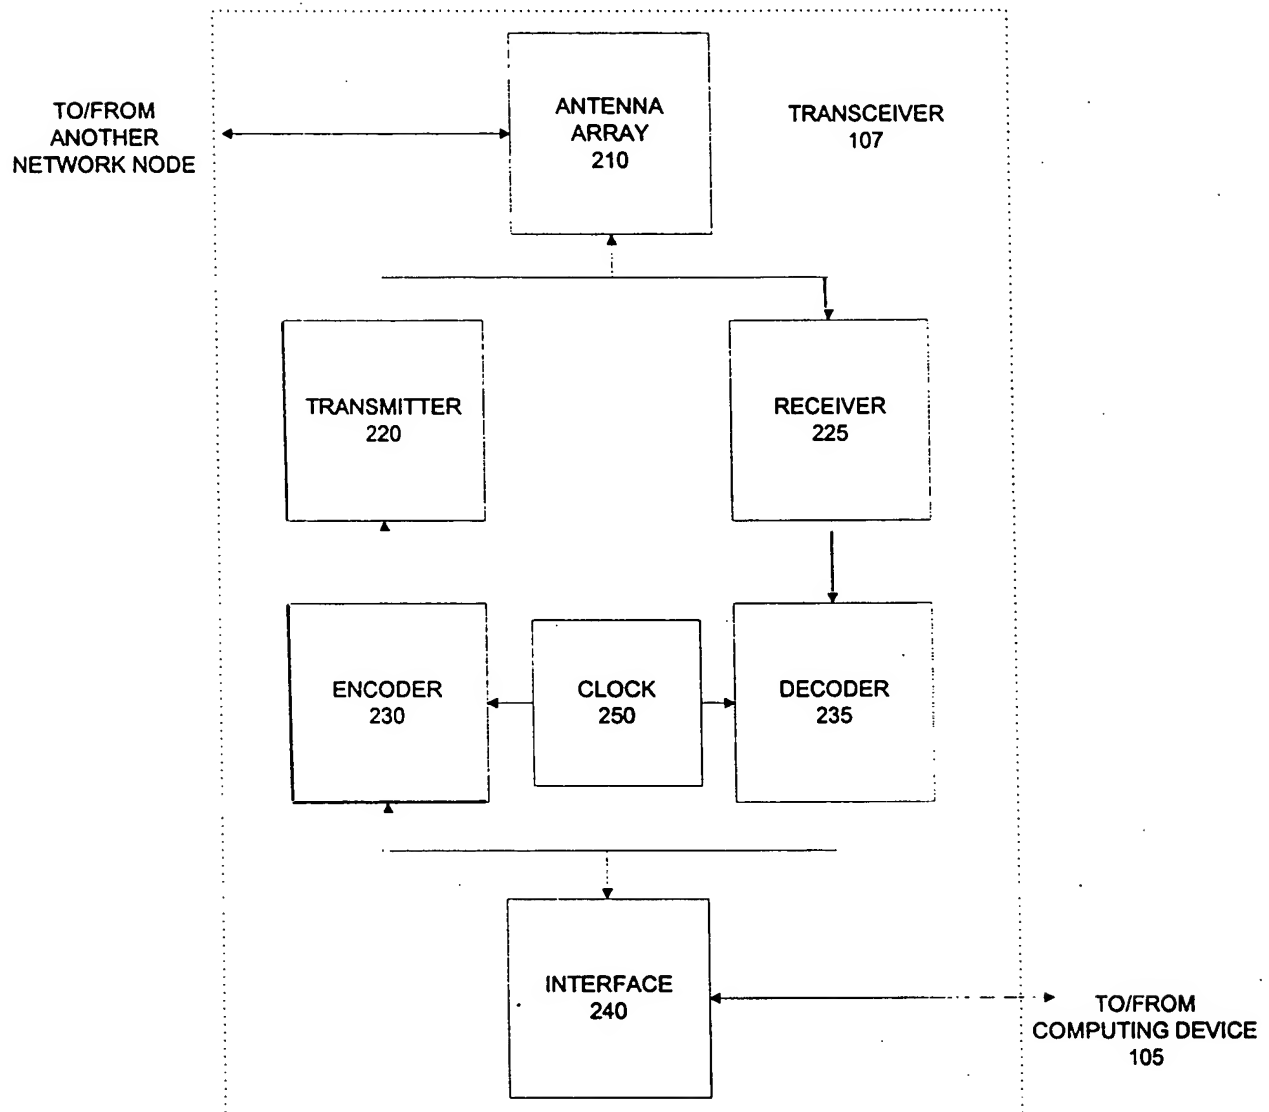 TO/FROM
ANOTHER
NETWORK NODE
ANTENNA
ARRAY
210
TRANSCEIVER
107
TRANSMITTER
220
RECEIVER
225
ENCODER
230
CLOCK
250
DECODER
235
INTERFACE
240
TO/FROM
COMPUTING DEVICE
105